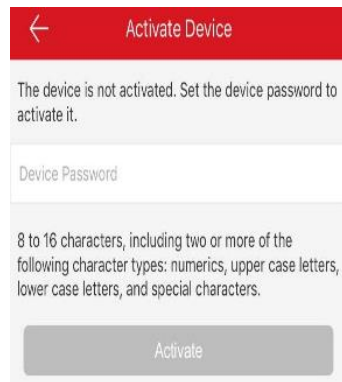 Activate Device
The device is not activated. Set the device password to
activate it.
Device Password
8 to 16 characters, including two or more of the
following character types: numerics, upper case letters,
lower case letters, and special characters.
Activate